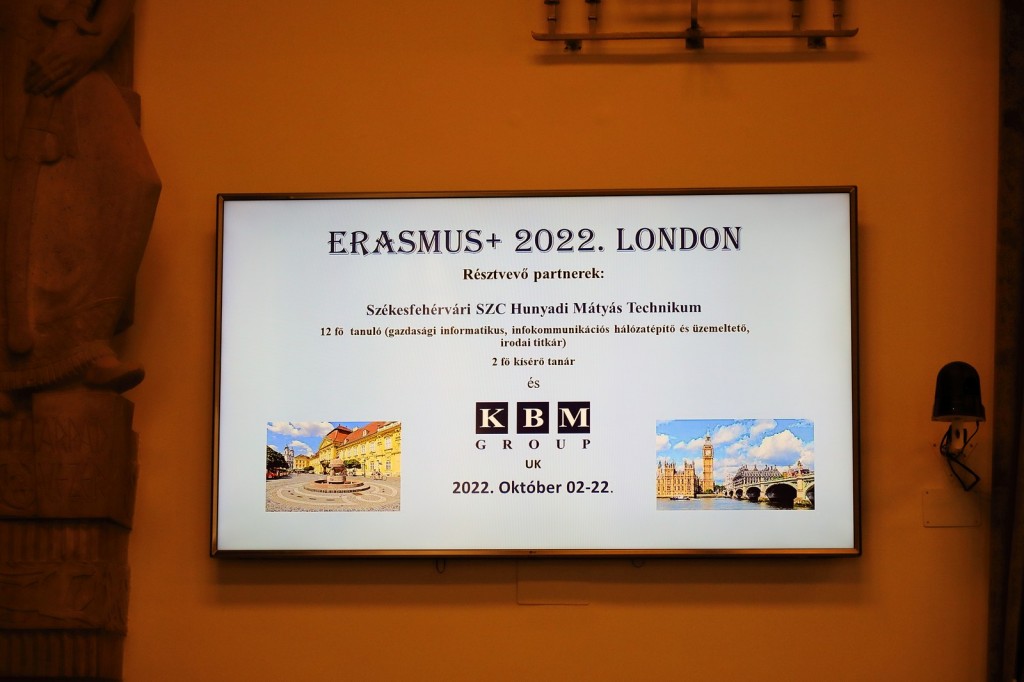 ERASMUS+ 2022. LONDON
Résztvevő partnerek:
Székesfehérvári SZC Hunyadi Mátyás Technikum
12 fő tanuló (gazdasági informatikus, infokommunikációs hálózatépítő és üzemeltető,
irodai titkár)
2 fő kísérő tanár
és
KBM
GROUP
UK
2022. Október 02-22.